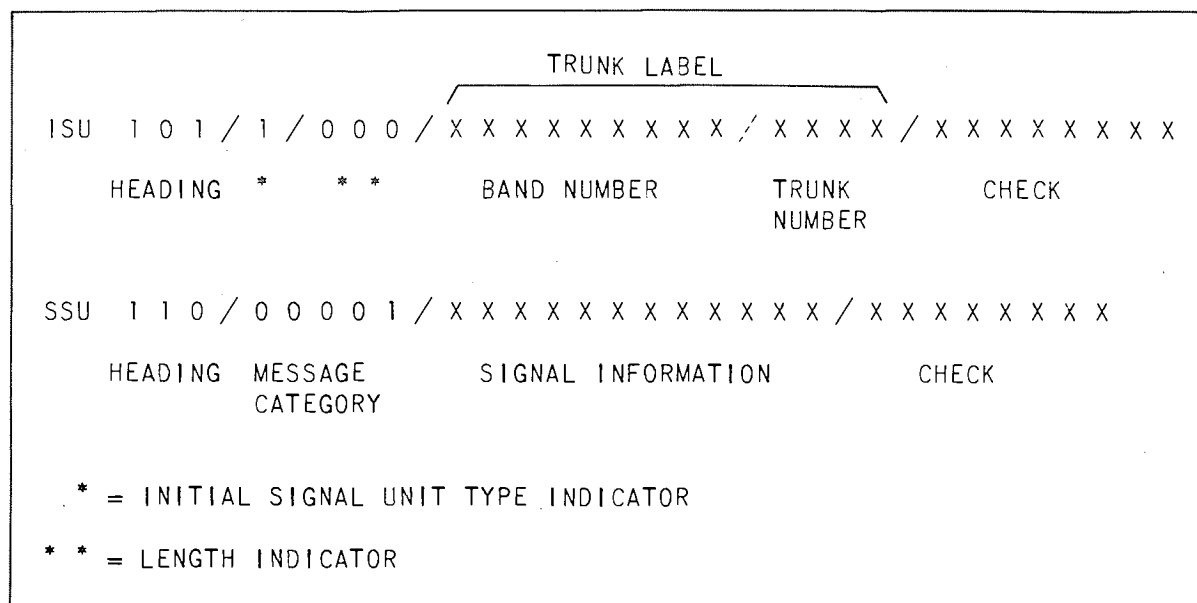 TRUNK LABEL
ISU 1 0 1 / 1 / 0 0 0 / X X X X X X X X X / X X X X / X X X X X X X X
HEADING * * * BAND NUMBER TRUNK NUMBER CHECK
SSU 1 1 0 / 0 0 0 0 1 / X X X X X X X X X X X X / X X X X X X X X
HEADING MESSAGE CATEGORY SIGNAL INFORMATION CHECK
* = INITIAL SIGNAL UNIT TYPE INDICATOR
* * = LENGTH INDICATOR